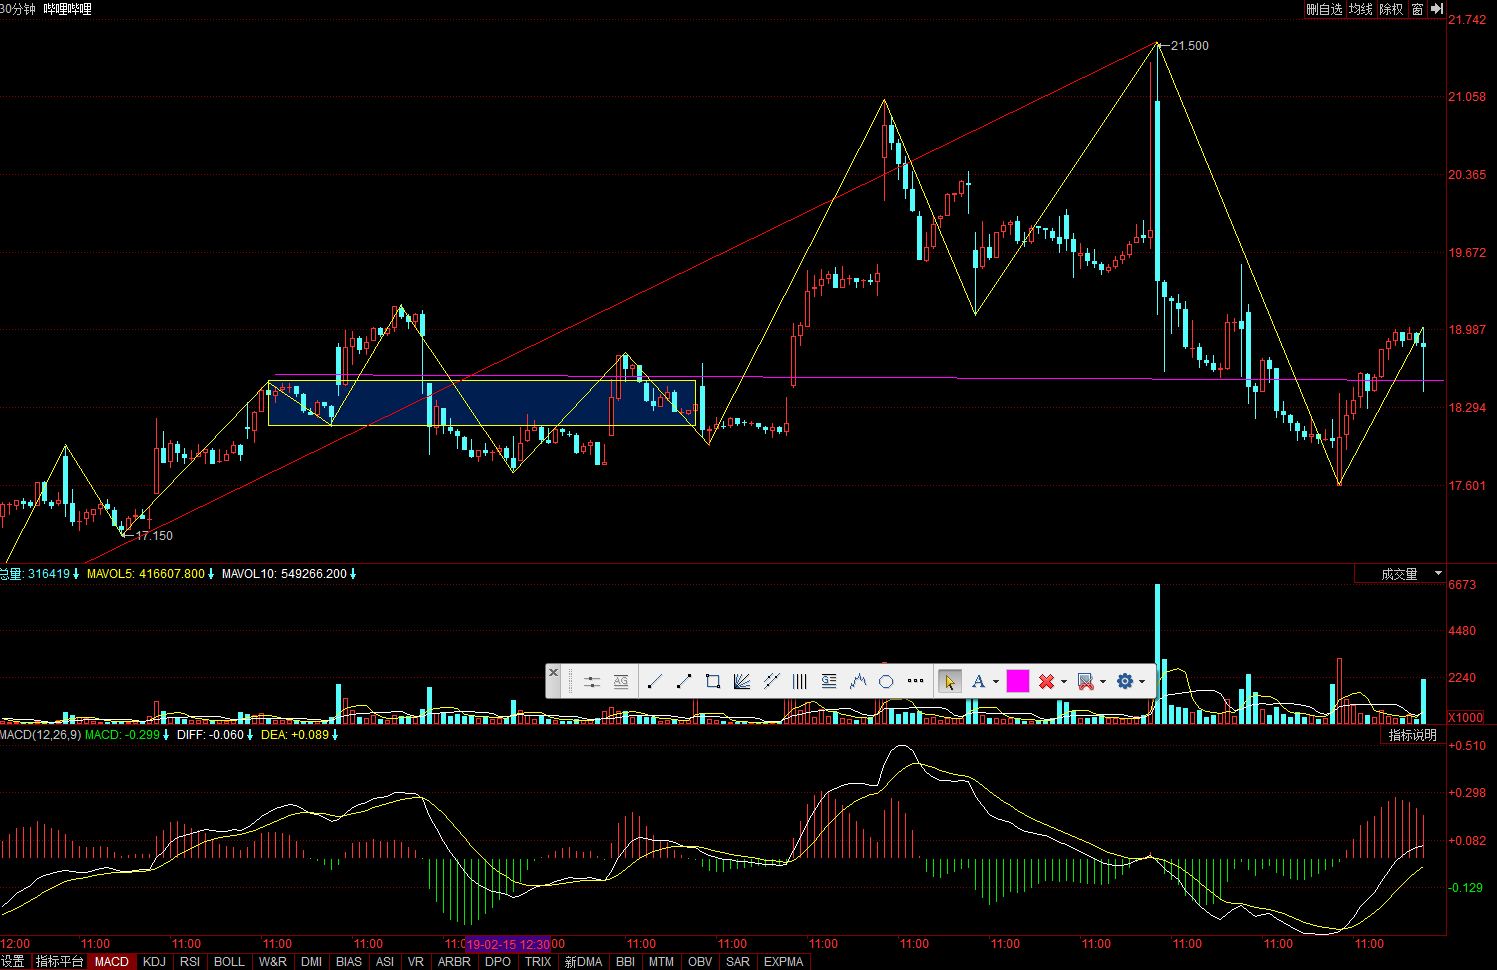 30分钟 哔哩哔哩 删自选 均线 除权 窗
21.742
21.500
21.058
20.365
19.672
18.987
18.294
17.601
17.150
总量: 316419 MAVOL5: 416607.800 MAVOL10: 549266.200 成交量
6673
4480
2240
X1000
AG A
MACD(12,26,9) MACD: -0.299 DIFF: -0.060 DEA: +0.089 指标说明
+0.510
+0.298
+0.082
-0.129
12:00 11:00 11:00 11:00 11:00 11:0 19-02-15 12:30 00 11:00 11:00 11:00 11:00 11:00 11:00 11:00 11:00 11:00
设置 指标平台 MACD KDJ RSI BOLL W&R DMI BIAS ASI VR ARBR DPO TRIX 新DMA BBI MTM OBV SAR EXPMA